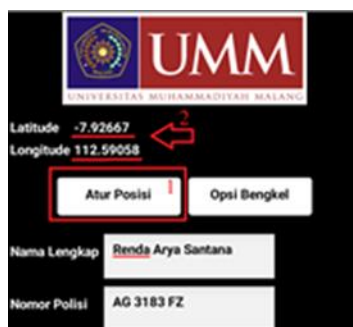 UMM
UNIVERSITAS MUHAMMADIYAH MALANG
Latitude -7.92667 2
Longitude 112.59058
Atur Posisi 1 Opsi Bengkel
Nama Lengkap Renda Arya Santana
Nomor Polisi AG 3183 FZ